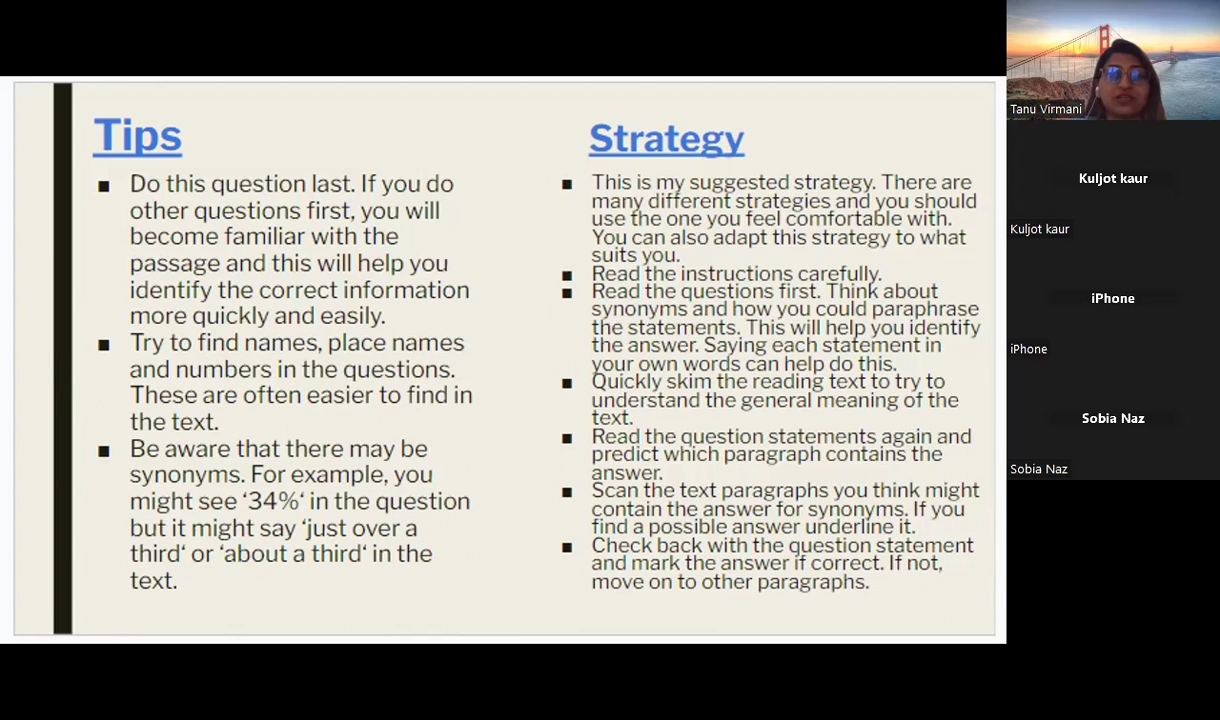 Tips
■ Do this question last. If you do
other questions first, you will
become familiar with the
passage and this will help you
identify the correct information
more quickly and easily.
■ Try to find names, place names
and numbers in the questions.
These are often easier to find in
the text.
■ Be aware that there may be
synonyms. For example, you
might see ‘34%‘ in the question
but it might say ‘just over a
third‘ or ‘about a third‘ in the
text.
Strategy
■ This is my suggested strategy. There are
many different strategies and you should
use the one you feel comfortable with.
You can also adapt this strategy to what
suits you.
■ Read the instructions carefully.
■ Read the questions first. Think about
synonyms and how you could paraphrase
the statements. This will help you identify
the answer. Saying each statement in
your own words can help do this.
■ Quickly skim the reading text to try to
understand the general meaning of the
text.
■ Read the question statements again and
predict which paragraph contains the
answer.
■ Scan the text paragraphs you think might
contain the answer for synonyms. If you
find a possible answer underline it.
■ Check back with the question statement
and mark the answer if correct. If not,
move on to other paragraphs.
Tanu Virmani
Kuljot kaur
Kuljot kaur
iPhone
iPhone
Sobia Naz
Sobia Naz